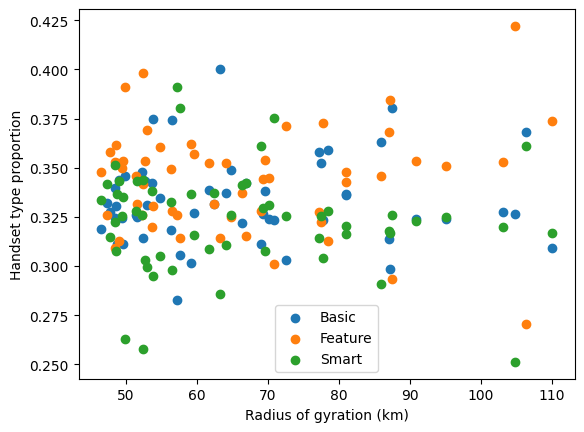 0.425
0.400
0.375
0.350
0.325
0.300
0.275
0.250
Handset type proportion
Basic
Feature
Smart
50 60 70 80 90 100 110
Radius of gyration (km)